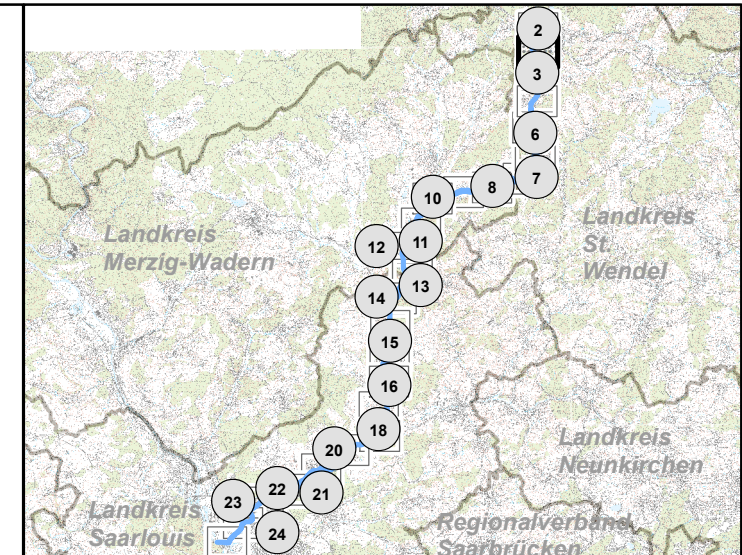 2
3
6
7
8
10
Landkreis
St.
Wendel
Landkreis
Merzig-Wadern
12
11
13
14
15
16
18
Landkreis
Neunkirchen
20
21
22
23
24
Landkreis
Saarlouis
Regionalverband
Saarbrücken